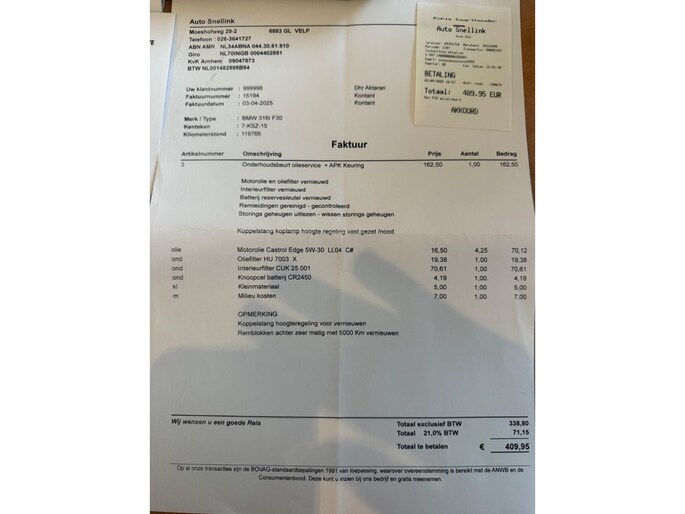 Auto Snellink
Moeshofweg 29-2 6883 GL VELP
Telefoon : 026-3641727
ABN AMR NL34ABNA 044.30.61.610
Giro NL70INGB 0004402861
KvK Arnhem 09047873
BTW NL001482698B64
Uw klantnummer : 999998 Dhr Aktaran
Faktuurnummer : 15184 Kontant
Faktuurdatum : 03-04-2025 Kontant
Merk / Type : BMW 316I F30
Kenteken : 7-KSZ-15
Kilometerstand : 119766
Auto Snellink
BETALING
Totaal: 409.95 EUR
AKKOORD
Faktuur
Artikelnummer Omschrijving Prijs Aantal Bedrag
3 Onderhoudsbeurt olieservice + APK Keuring 162,50 1,00 162,50
Motorolie en oliefilter vernieuwd
Interieurfilter vernieuwd
Batterij reservesleutel vernieuwd
Remleidingen gereinigd - gecontroleerd
Storings geheugen uitlezen - wissen storings geheugen
Koppelstang koplamp hoogte regeling vast gezet /nood
olie Motorolie Castrol Edge 5W-30 LL04 C# 16,50 4,25 70,12
ond Oliefilter HU 7003 X 19,38 1,00 19,38
ond Interieurfilter CUK 25 001 70,61 1,00 70,61
ond Knoopcel batterij CR2450 4,19 1,00 4,19
kl Kleinmateriaal 5,00 1,00 5,00
m Milieu kosten 7,00 1,00 7,00
OPMERKING
Koppelstang hoogteregeling voor vernieuwen
Remblokken achter zeer matig met 5000 Km vernieuwen
Wij wensen u een goede Reis
Totaal exclusief BTW 338,80
Totaal 21,0% BTW 71,15
Totaal te betalen € 409,95
Op al onze transacties zijn de BOVAG-standaardbepalingen 1991 van toepassing, waarover overeenstemming is bereikt met de ANWB en de
Consumentenbond. Deze kunt u inzien bij ons bedrijf en gratis meenemen.